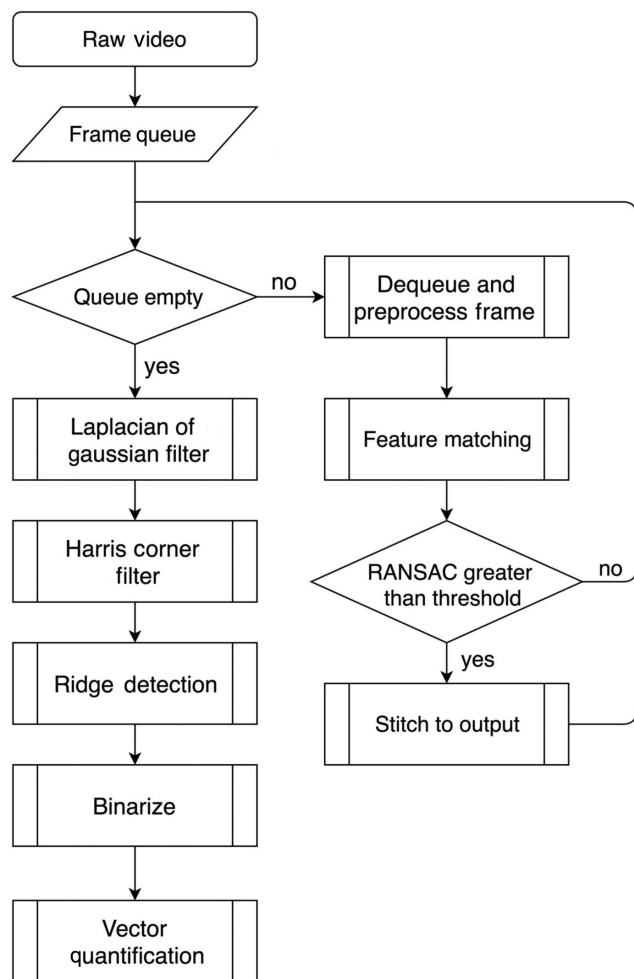 Raw video
Frame queue
Queue empty
no
Dequeue and
preprocess frame
yes
Laplacian of
gaussian filter
Feature matching
Harris corner
filter
RANSAC greater
than threshold
no
yes
Ridge detection
Stitch to output
Binarize
Vector
quantification